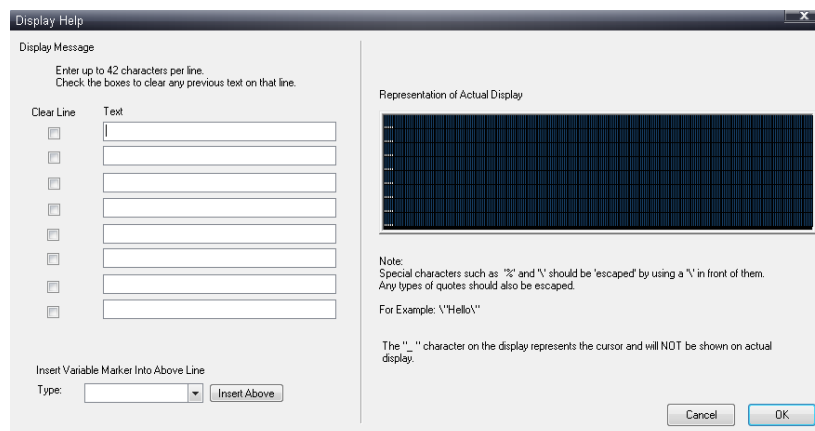 Display Help
Display Message
Enter up to 42 characters per line.
Check the boxes to clear any previous text on that line.
Clear Line
Text
Insert Variable Marker Into Above Line
Type:
Insert Above
Representation of Actual Display
Note:
Special characters such as '%' and '\' should be 'escaped' by using a '\' in front of them.
Any types of quotes should also be escaped.
For Example: \"Hello\"
The "_ " character on the display represents the cursor and will NOT be shown on actual
display.
Cancel
OK